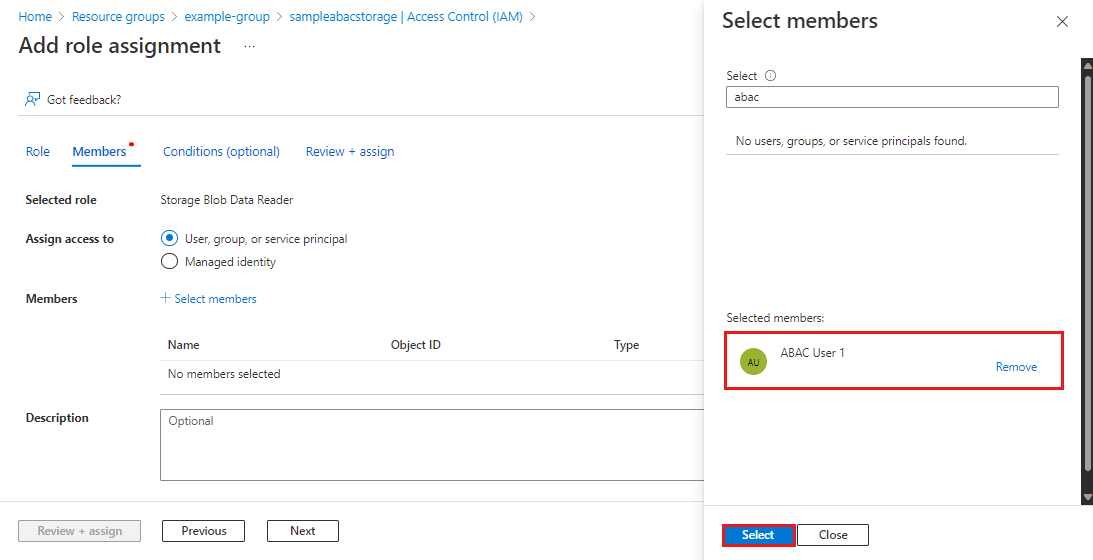 Home > Resource groups > example-group > sampleabacstorage | Access Control (IAM) >
Add role assignment ...
Got feedback?
Role Members Conditions (optional) Review + assign
Selected role Storage Blob Data Reader
Assign access to User, group, or service principal
Managed identity
Members + Select members
Name Object ID Type
No members selected
Description Optional
Review + assign Previous Next
Select members
Select
abac
No users, groups, or service principals found.
Selected members:
AU ABAC User 1
Remove
Select Close